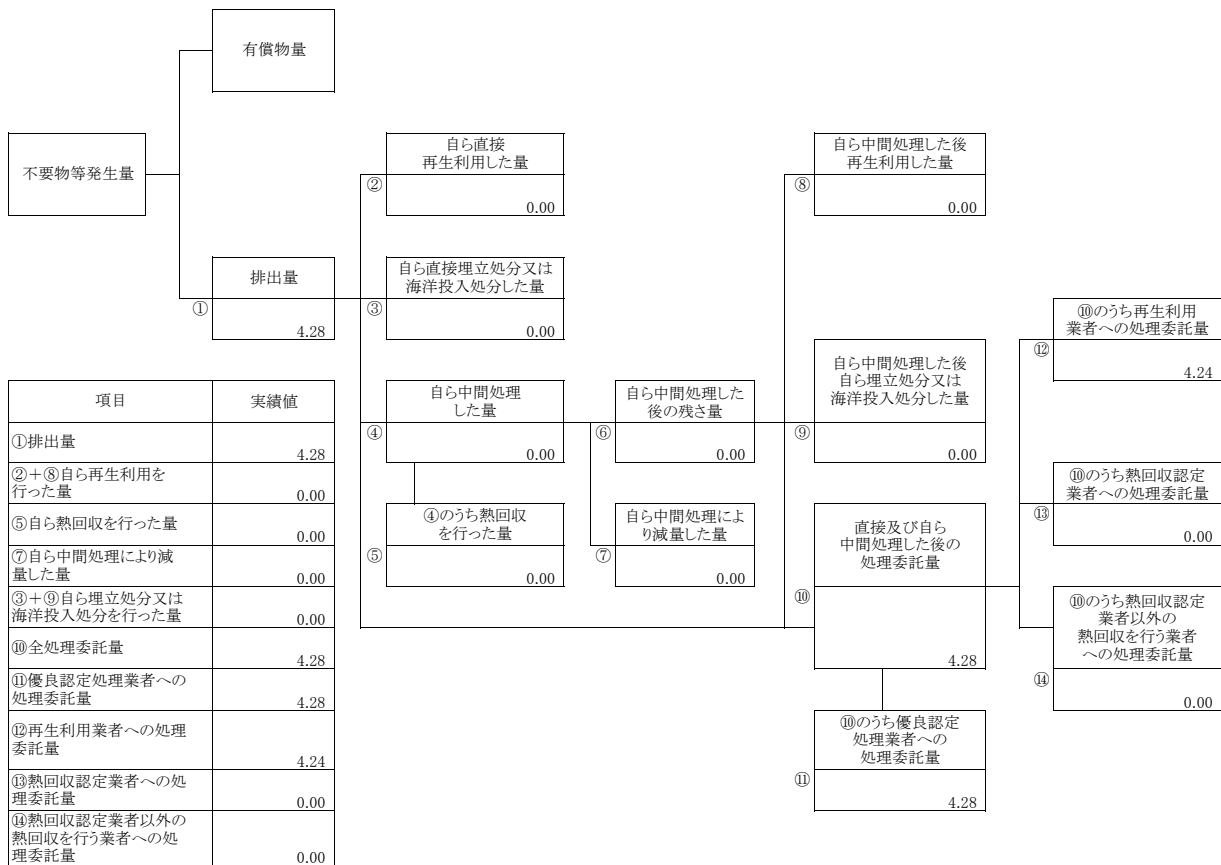 有償物量
不要物等発生量
自ら直接
再生利用した量
②
0.00
自ら中間処理した後
再生利用した量
⑧
0.00
排出量
①
4.28
自ら直接埋立処分又は
海洋投入処分した量
③
0.00
⑩のうち再生利用
業者への処理委託量
⑫
4.24
自ら中間処理
した量
④
0.00
自ら中間処理した
後の残さ量
⑥
0.00
自ら中間処理した後
自ら埋立処分又は
海洋投入処分した量
⑨
0.00
⑩のうち熱回収認定
業者への処理委託量
⑬
0.00
④のうち熱回収
を行った量
⑤
0.00
自ら中間処理によ
り減量した量
⑦
0.00
直接及び自ら
中間処理した後の
処理委託量
⑩
4.28
⑩のうち熱回収認定
業者以外の
熱回収を行う業者
への処理委託量
⑭
0.00
⑩のうち優良認定
処理業者への
処理委託量
⑪
4.28
項目 実績値
①排出量 4.28
②+⑧自ら再生利用を
行った量 0.00
⑤自ら熱回収を行った量 0.00
⑦自ら中間処理により減
量した量 0.00
③+⑨自ら埋立処分又は
海洋投入処分を行った量 0.00
⑩全処理委託量 4.28
⑪優良認定処理業者への
処理委託量 4.28
⑫再生利用業者への処理
委託量 4.24
⑬熱回収認定業者への処
理委託量 0.00
⑭熱回収認定業者以外の
熱回収を行う業者への処
理委託量 0.00